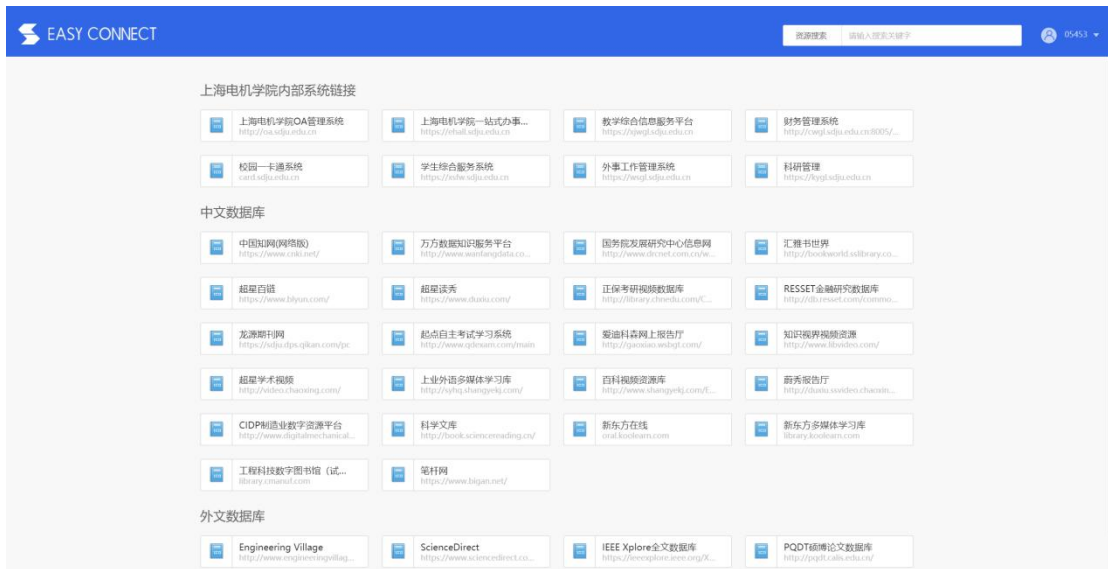 EASY CONNECT
资源搜索 请输入搜索关键字
05453
上海电机学院内部系统链接
上海电机学院OA管理系统
http://oa.sdju.edu.cn
上海电机学院一站式办事...
https://ehall.sdju.edu.cn
教学综合信息服务平台
https://xjwgl.sdju.edu.cn
财务管理系统
http://cwgl.sdju.edu.cn:8005/...
校园一卡通系统
card.sdju.edu.cn
学生综合服务系统
https://xsfw.sdju.edu.cn
外事工作管理系统
https://wsgl.sdju.edu.cn
科研管理
https://kygl.sdju.edu.cn
中文数据库
中国知网(网络版)
https://www.cnki.net/
万方数据知识服务平台
http://www.wanfangdata.co...
国务院发展研究中心信息网
http://www.drcnet.com.cn/w...
汇雅书世界
http://bookworld.sslibrary.co...
超星百链
https://www.blyun.com/
超星读秀
https://www.duxiu.com/
正保考研视频数据库
http://library.chnedu.com/C...
RESSET金融研究数据库
http://db.resset.com/commo...
龙源期刊网
https://sdju.dps.qikan.com/pc
起点自主考试学习系统
http://www.qdexam.com/main
爱迪科森网上报告厅
http://gaoxiao.wsbgt.com/
知识视界视频资源
http://www.libvideo.com/
超星学术视频
http://video.chaoxing.com/
上业外语多媒体学习库
http://syhq.shangyekj.com/
百科视频资源库
http://www.shangyekj.com/E...
蔚秀报告厅
http://duxiu.ssvideo.chaoxin...
CIDP制造业数字资源平台
http://www.digitalmechanical...
科学文库
http://book.sciencereading.cn/
新东方在线
oral.koolearn.com
新东方多媒体学习库
library.koolearn.com
工程科技数字图书馆（试...
library.cmanuf.com
笔杆网
https://www.bigan.net/
外文数据库
Engineering Village
http://www.engineeringvillag...
ScienceDirect
https://www.sciencedirect.co...
IEEE Xplore全文数据库
https://ieeexplore.ieee.org/X...
PQDT硕博论文数据库
http://pqdt.calis.edu.cn/